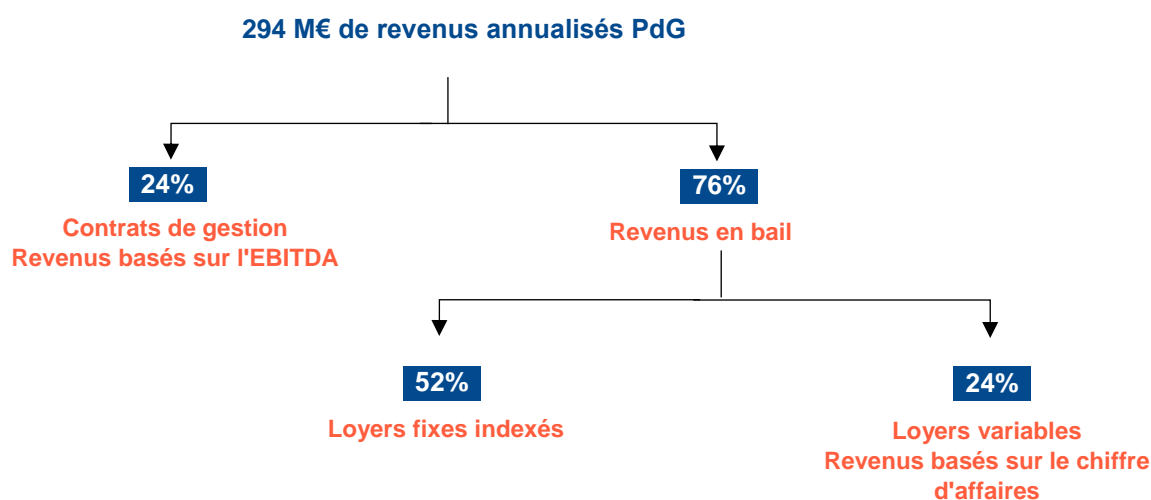 294 M€ de revenus annualisés PdG
24%
76%
Contrats de gestion
Revenus basés sur l'EBITDA
Revenus en bail
52%
24%
Loyers fixes indexés
Loyers variables
Revenus basés sur le chiffre
d'affaires